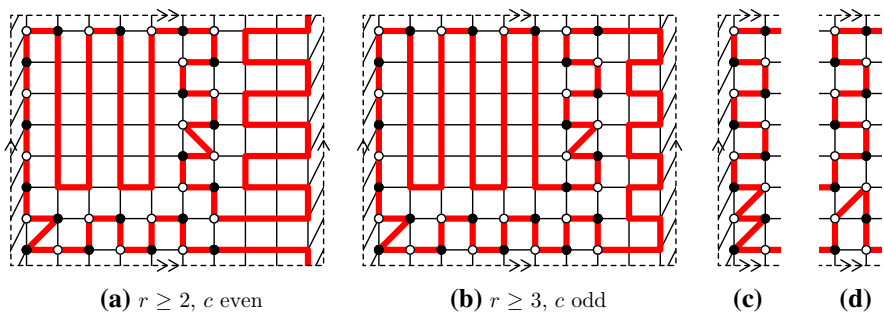 (a) r ≥ 2, c even
(b) r ≥ 3, c odd
(c)
(d)